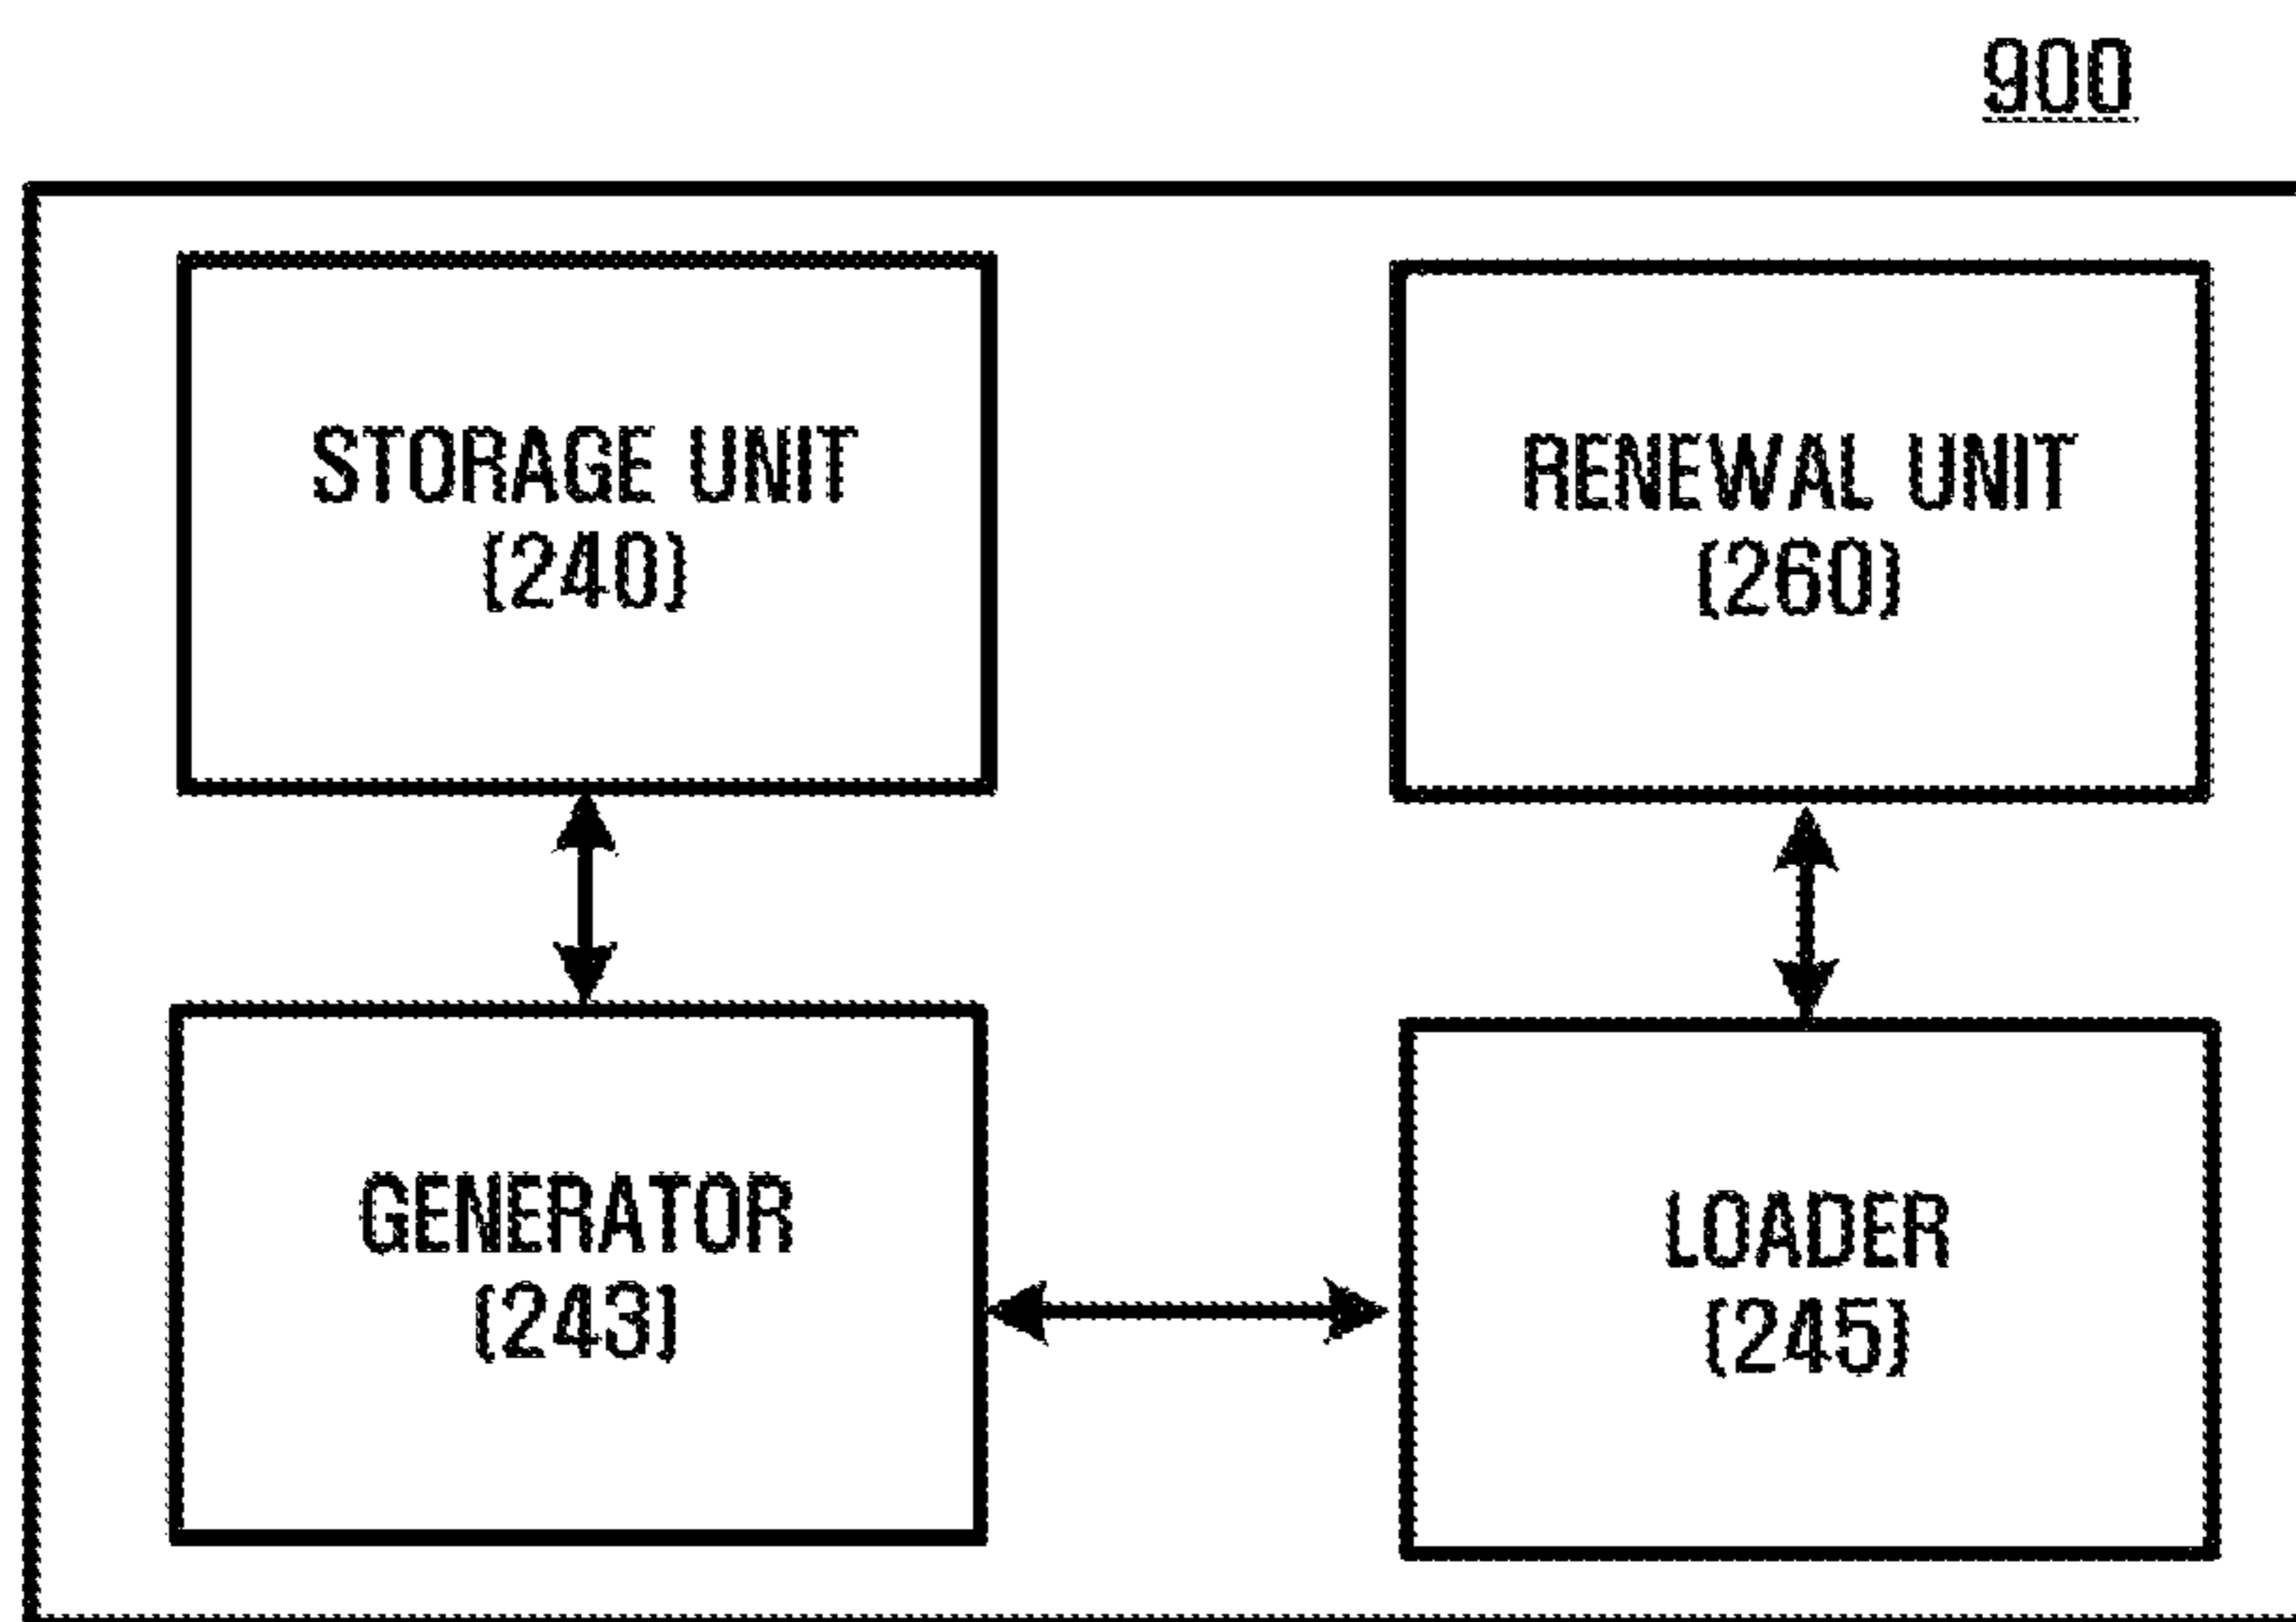 900
STORAGE UNIT
(240)
RENEWAL UNIT
(260)
GENERATOR
(243)
LOADER
(245)